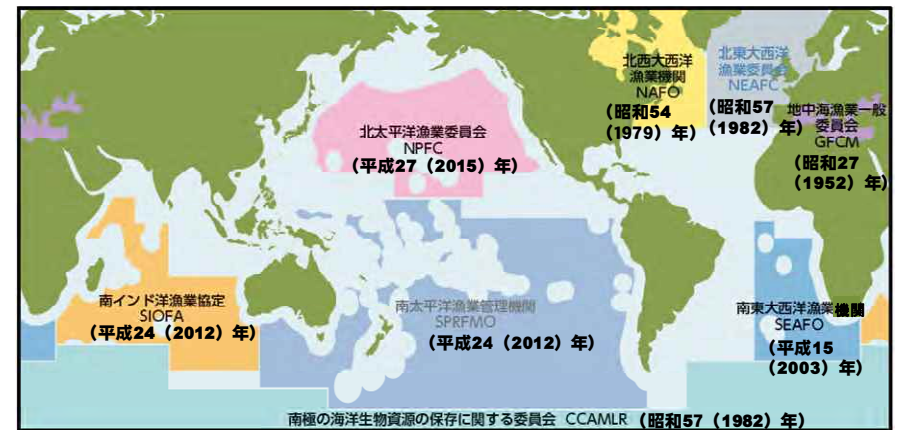 北西大西洋
漁業機関
NAFO
(昭和54
(1979) 年)
北東大西洋
漁業委員会
NEAFC
(昭和57
(1982) 年)
地中海漁業一般
委員会
GFCM
(昭和27
(1952) 年)
北太平洋漁業委員会
NPFC
(平成27 (2015) 年)
南インド洋漁業協定
SIOFA
(平成24 (2012) 年)
南太平洋漁業管理機関
SPRFMO
(平成24 (2012) 年)
南東大西洋漁業機関
SEAFO
(平成15
(2003) 年)
南極の海洋生物資源の保存に関する委員会 CCAMLR (昭和57 (1982) 年)